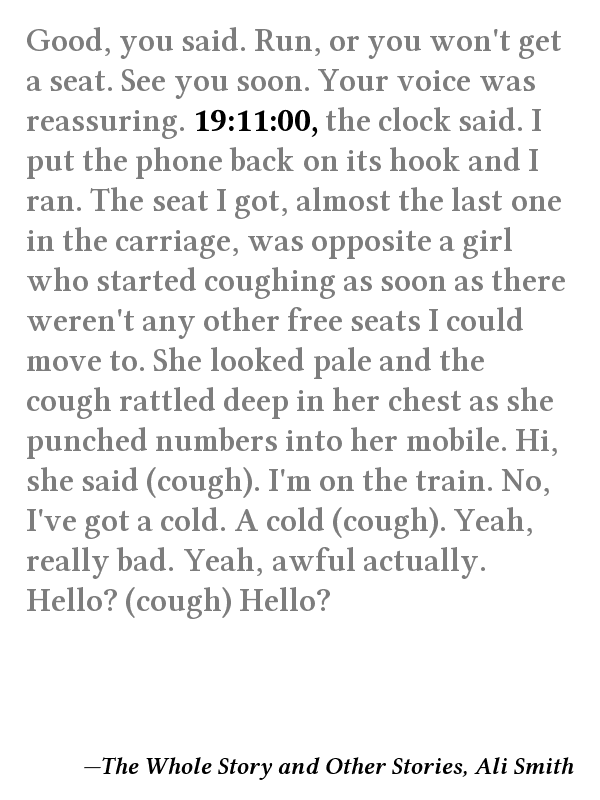 Good, you said. Run, or you won't get
a seat. See you soon. Your voice was
reassuring. 19:11:00, the clock said. I
put the phone back on its hook and I
ran. The seat I got, almost the last one
in the carriage, was opposite a girl
who started coughing as soon as there
weren't any other free seats I could
move to. She looked pale and the
cough rattled deep in her chest as she
punched numbers into her mobile. Hi,
she said (cough). I'm on the train. No,
I've got a cold. A cold (cough). Yeah,
really bad. Yeah, awful actually.
Hello? (cough) Hello?
—The Whole Story and Other Stories, Ali Smith